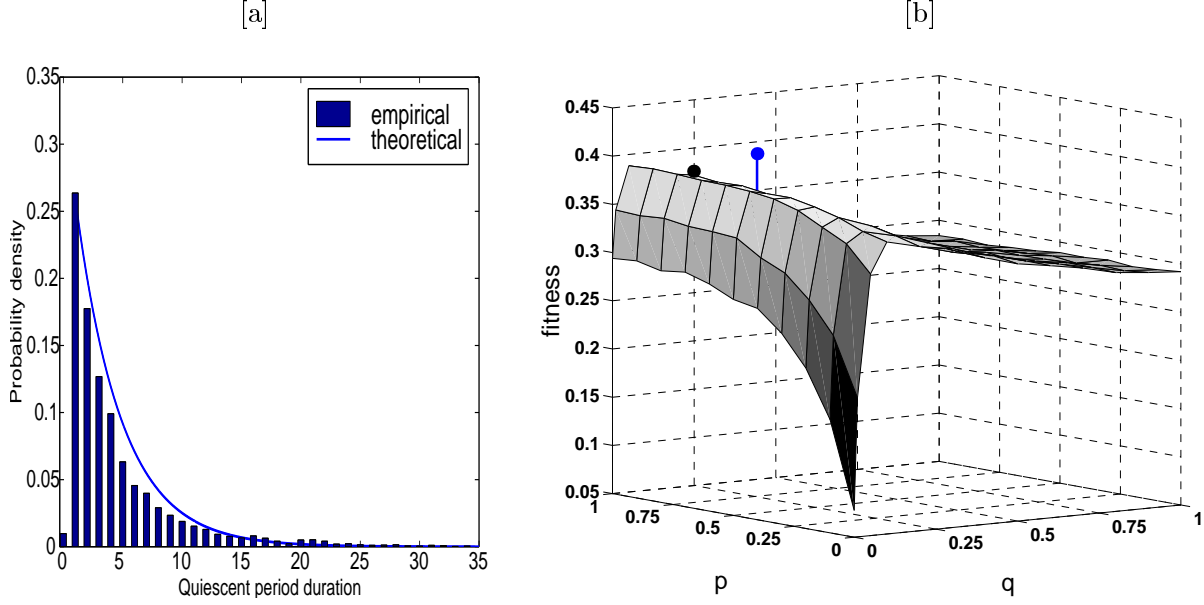 [a]
[b]
0.35
0.3
0.25
0.2
0.15
0.1
0.05
0
Probability density
empirical
theoretical
0 5 10 15 20 25 30 35
Quiescent period duration
0.45
0.4
0.35
0.3
0.25
0.2
0.15
0.1
0.05
fitness
1 0.75 0.5 0.25 0
p
0 0.25 0.5 0.75 1
q